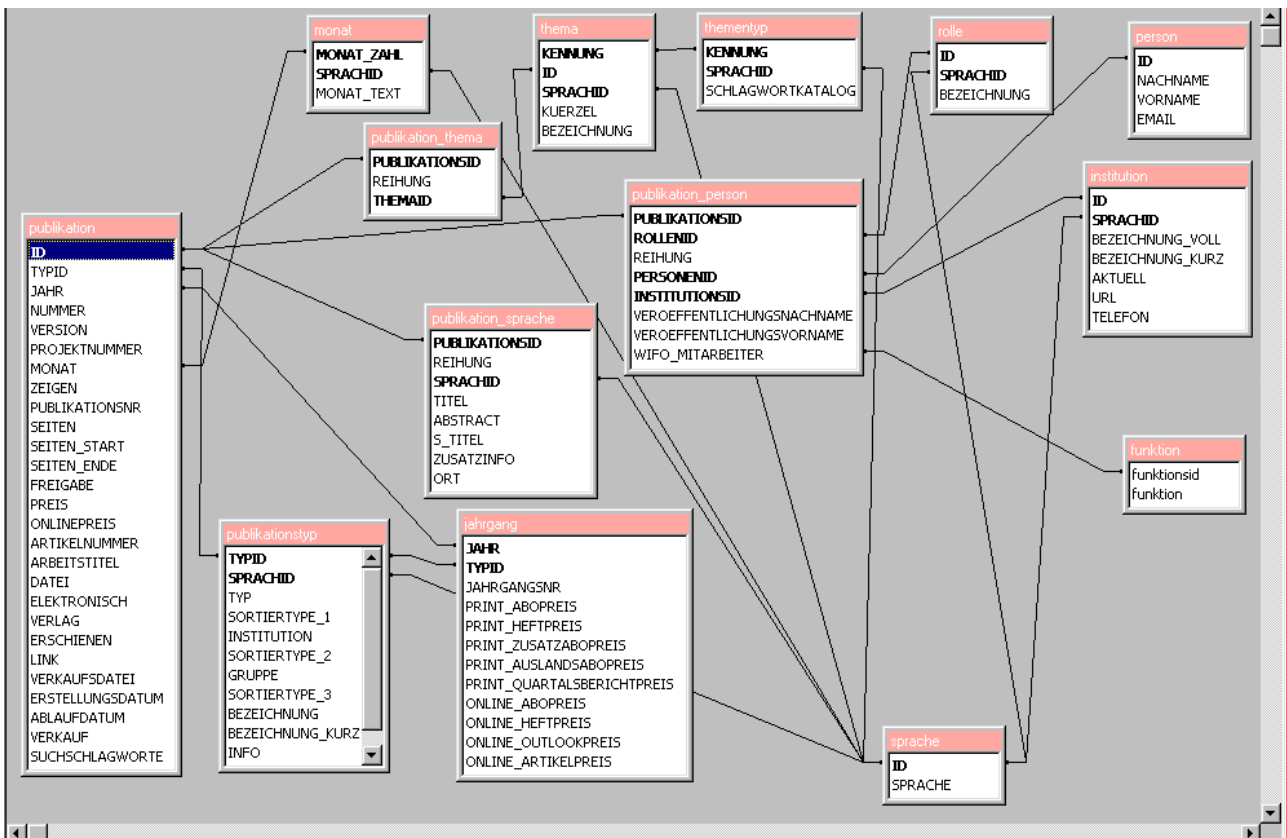 monat
MONAT_ZAHL
SPRACHID
MONAT_TEXT
thema
KENNUNG
ID
SPRACHID
KUERZEL
BEZEICHNUNG
thementyp
KENNUNG
SPRACHID
SCHLAGWORTKATALOG
rolle
ID
SPRACHID
BEZEICHNUNG
person
ID
NACHNAME
VORNAME
EMAIL
publikation_thema
PUBLIKATIONSID
REIHUNG
THEMAID
publikation_person
PUBLIKATIONSID
ROLLENID
REIHUNG
PERSONENID
INSTITUTIONSID
VEROEFFENTLICHUNGSNACHNAME
VEROEFFENTLICHUNGSVORNAME
WIFO_MITARBEITER
institution
ID
SPRACHID
BEZEICHNUNG_VOLL
BEZEICHNUNG_KURZ
AKTUELL
URL
TELEFON
publikation
ID
TYPID
JAHR
NUMMER
VERSION
PROJEKTNUMMER
MONAT
ZEIGEN
PUBLIKATIONSNR
SEITEN
SEITEN_START
SEITEN_ENDE
FREIGABE
PREIS
ONLINEPREIS
ARTIKELNUMMER
ARBEITSTITEL
DATEI
ELEKTRONISCH
VERLAG
ERSCHIENEN
LINK
VERKAUFSDATEI
ERSTELLUNGSDATUM
ABLAUFDATUM
VERKAUF
SUCHSCHLAGWORTE
publikation_sprache
PUBLIKATIONSID
REIHUNG
SPRACHID
TITEL
ABSTRACT
S_TITEL
ZUSATZINFO
ORT
funktion
funktionsid
funktion
publikationstyp
TYPID
SPRACHID
TYP
SORTIERTYPE_1
INSTITUTION
SORTIERTYPE_2
GRUPPE
SORTIERTYPE_3
BEZEICHNUNG
BEZEICHNUNG_KURZ
INFO
jahrgang
JAHR
TYPID
JAHRGANGSNR
PRINT_ABOPREIS
PRINT_HEFTPREIS
PRINT_ZUSATZABOPREIS
PRINT_AUSLANDSABOPREIS
PRINT_QUARTALSBERICHTPREIS
ONLINE_ABOPREIS
ONLINE_HEFTPREIS
ONLINE_OUTLOOKPREIS
ONLINE_ARTIKELPREIS
sprache
ID
SPRACHE